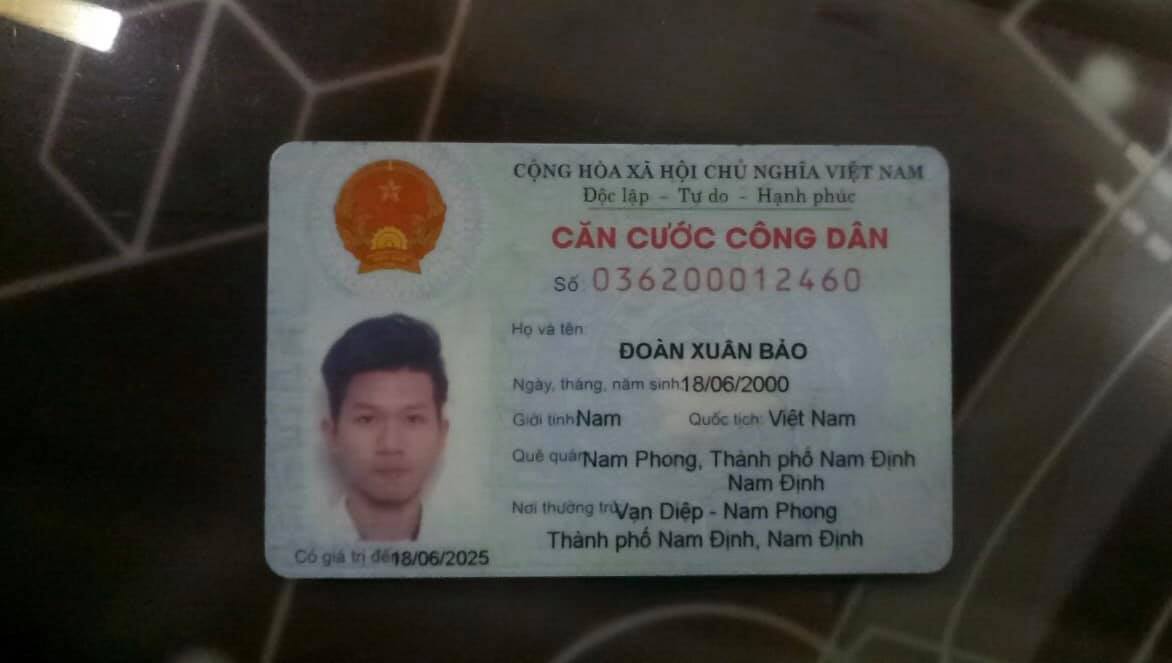 CỘNG HÒA XÃ HỘI CHỦ NGHĨA VIỆT NAM
Độc lập - Tự do - Hạnh phúc
CĂN CƯỚC CÔNG DÂN
Số: 036200012460
Họ và tên:
ĐOÀN XUÂN BẢO
Ngày, tháng, năm sinh: 18/06/2000
Giới tính: Nam Quốc tịch: Việt Nam
Quê quán: Nam Phong, Thành phố Nam Định
Nam Định
Nơi thường trú: Vạn Diệp - Nam Phong
Thành phố Nam Định, Nam Định
Có giá trị đến: 18/06/2025